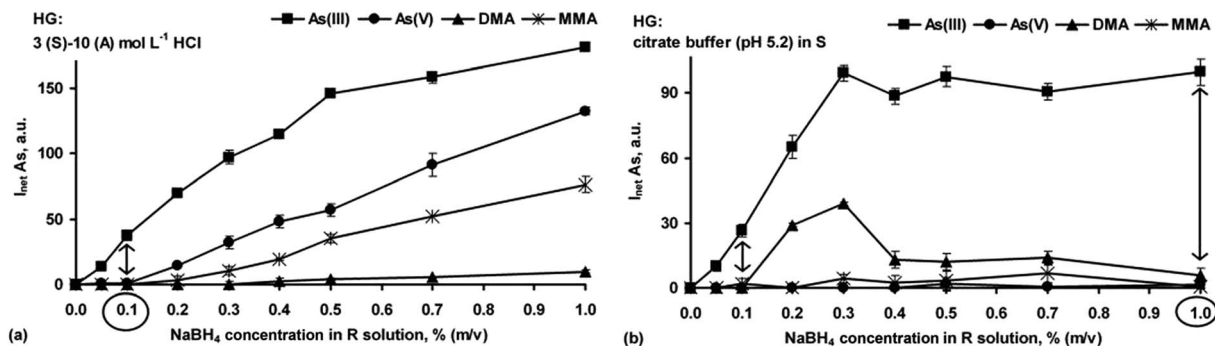 HG:
As(III) As(V) DMA MMA
3 (S)-10 (A) mol L-1 HCl
150
100
50
0
I net As, a.u.
0.0 0.1 0.2 0.3 0.4 0.5 0.6 0.7 0.8 0.9 1.0
(a) NaBH4 concentration in R solution, % (m/v)
HG:
As(III) As(V) DMA MMA
citrate buffer (pH 5.2) in S
90
60
30
0
I net As, a.u.
0.0 0.1 0.2 0.3 0.4 0.5 0.6 0.7 0.8 0.9 1.0
(b) NaBH4 concentration in R solution, % (m/v)